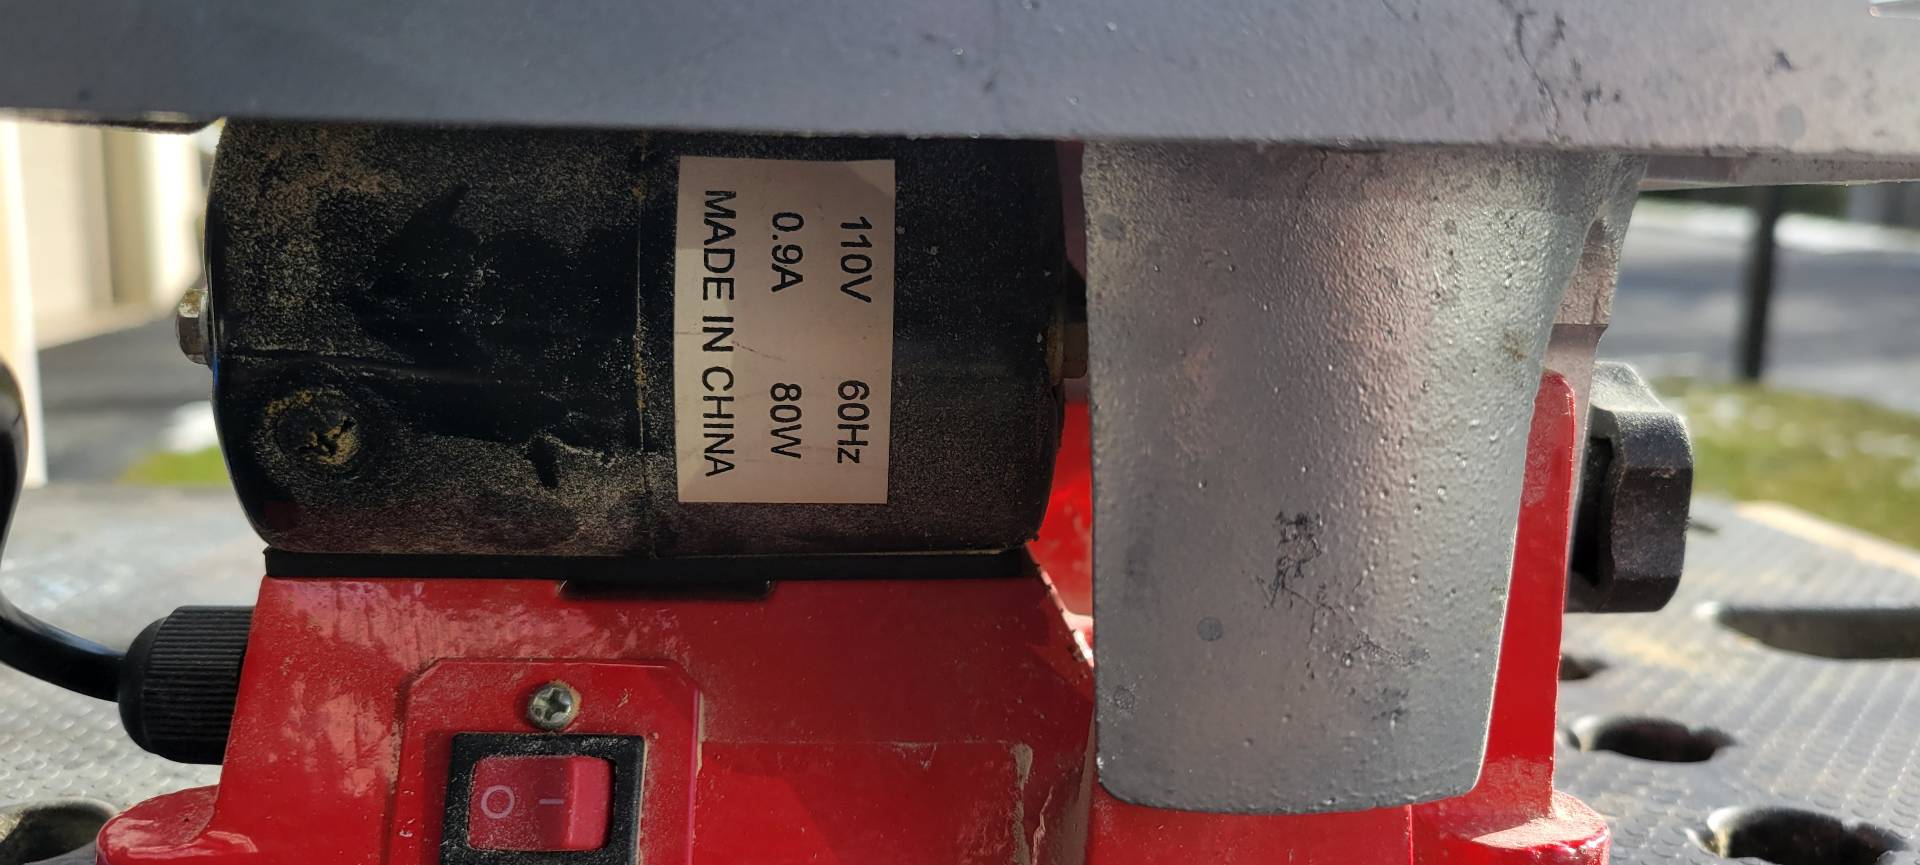 110V 60Hz
0.9A 80W
MADE IN CHINA
O I